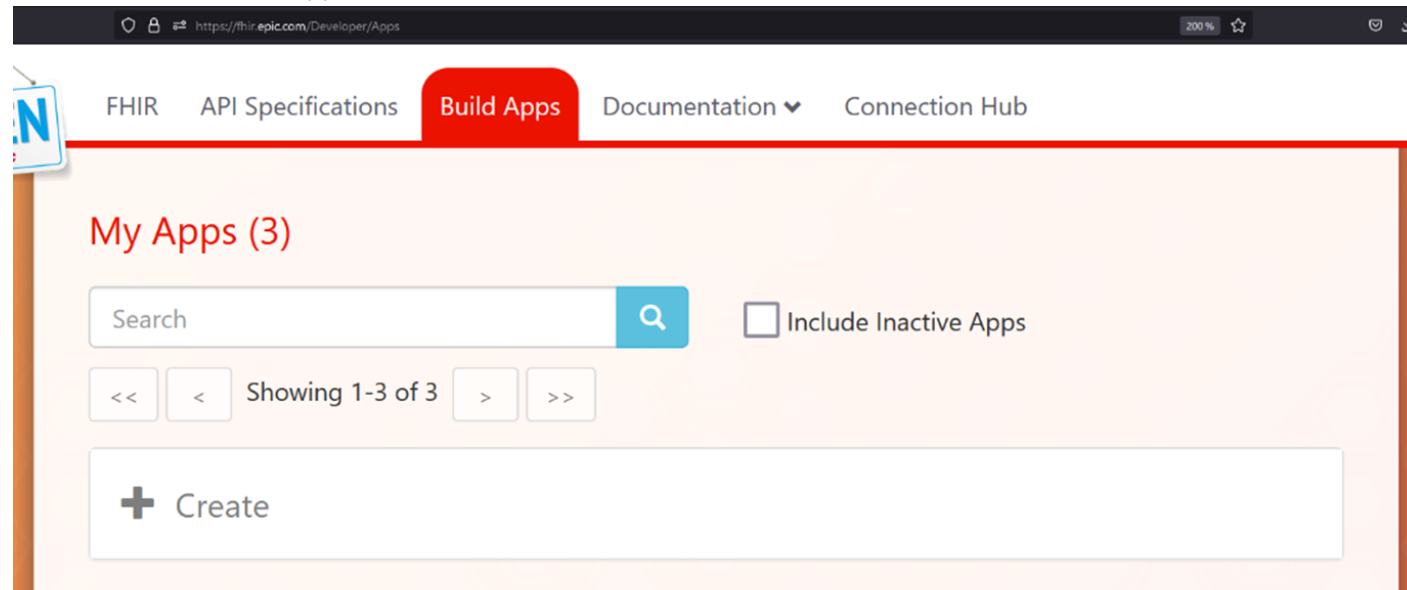 https://fhir.epic.com/Developer/Apps 200%
N
FHIR API Specifications Build Apps Documentation Connection Hub
My Apps (3)
Search
Include Inactive Apps
<< < Showing 1-3 of 3 > >>
Create